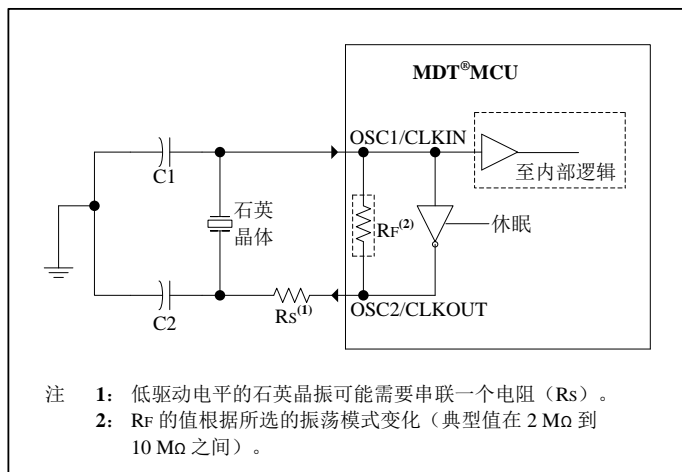 MDT®MCU
OSC1/CLKIN
至内部逻辑
C1
石英
晶体
RF(2)
休眠
C2
RS(1)
OSC2/CLKOUT
注 1: 低驱动电平的石英晶振可能需要串联一个电阻（RS）。
2: RF 的值根据所选的振荡模式变化（典型值在 2 MΩ 到
10 MΩ 之间）。